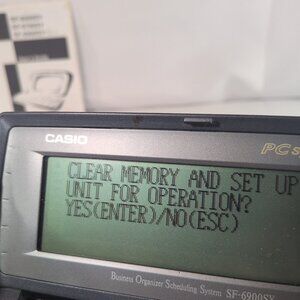 CASIO
PC S
CLEAR MEMORY AND SET UP
UNIT FOR OPERATION?
YES(ENTER)/NO(ESC)
Business Organizer Scheduling System SF-6900SY